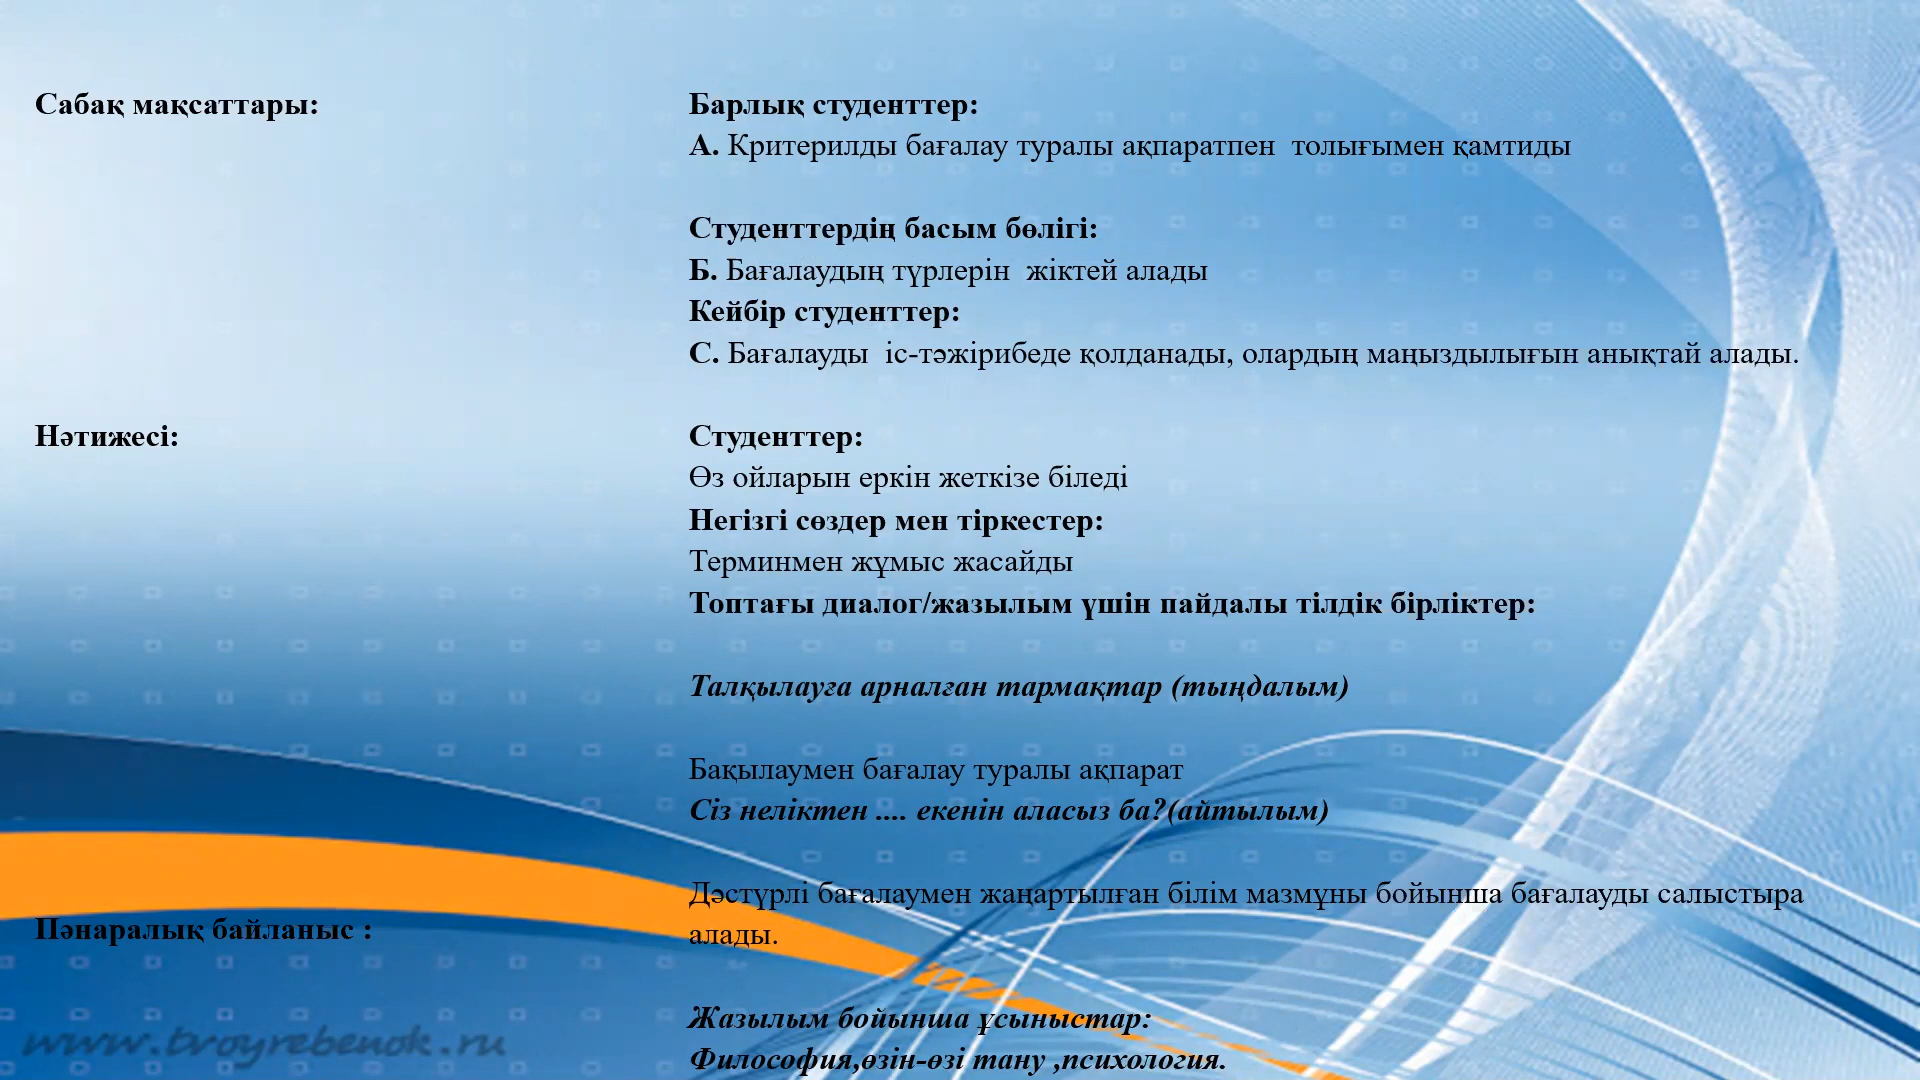 Сабақ мақсаттары:
Барлық студенттер:
А. Критерилды бағалау туралы ақпаратпен  толығымен қамтиды
Студенттердің басым бөлігі:
Б. Бағалаудың түрлерін  жіктей алады
Кейбір студенттер:
С. Бағалауды  іс-тәжірибеде қолданады, олардың маңыздылығын анықтай алады.
Нәтижесі:
Студенттер:
Өз ойларын еркін жеткізе біледі
Негізгі сөздер мен тіркестер:
Терминмен жұмыс жасайды
Топтағы диалог/жазылым үшін пайдалы тілдік бірліктер:
Талқылауға арналған тармақтар (тыңдалым)
Бақылаумен бағалау туралы ақпарат
Сіз неліктен .... екенін аласыз ба?(айтылым)
Дәстүрлі бағалаумен жаңартылған білім мазмұны бойынша бағалауды салыстыра
алады.
Пәнаралық байланыс :
Жазылым бойынша ұсыныстар:
Философия,өзін-өзі тану ,психология.
www.tvoyrebenok.ru